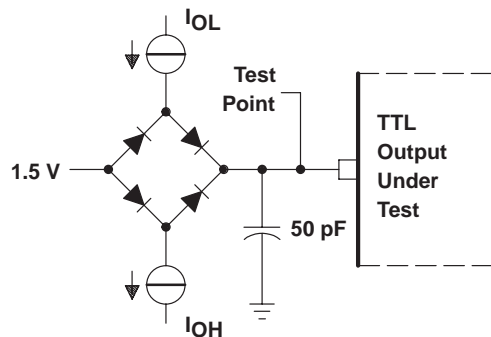 IOL
Test
Point
TTL
Output
Under
Test
1.5 V
50 pF
IOH